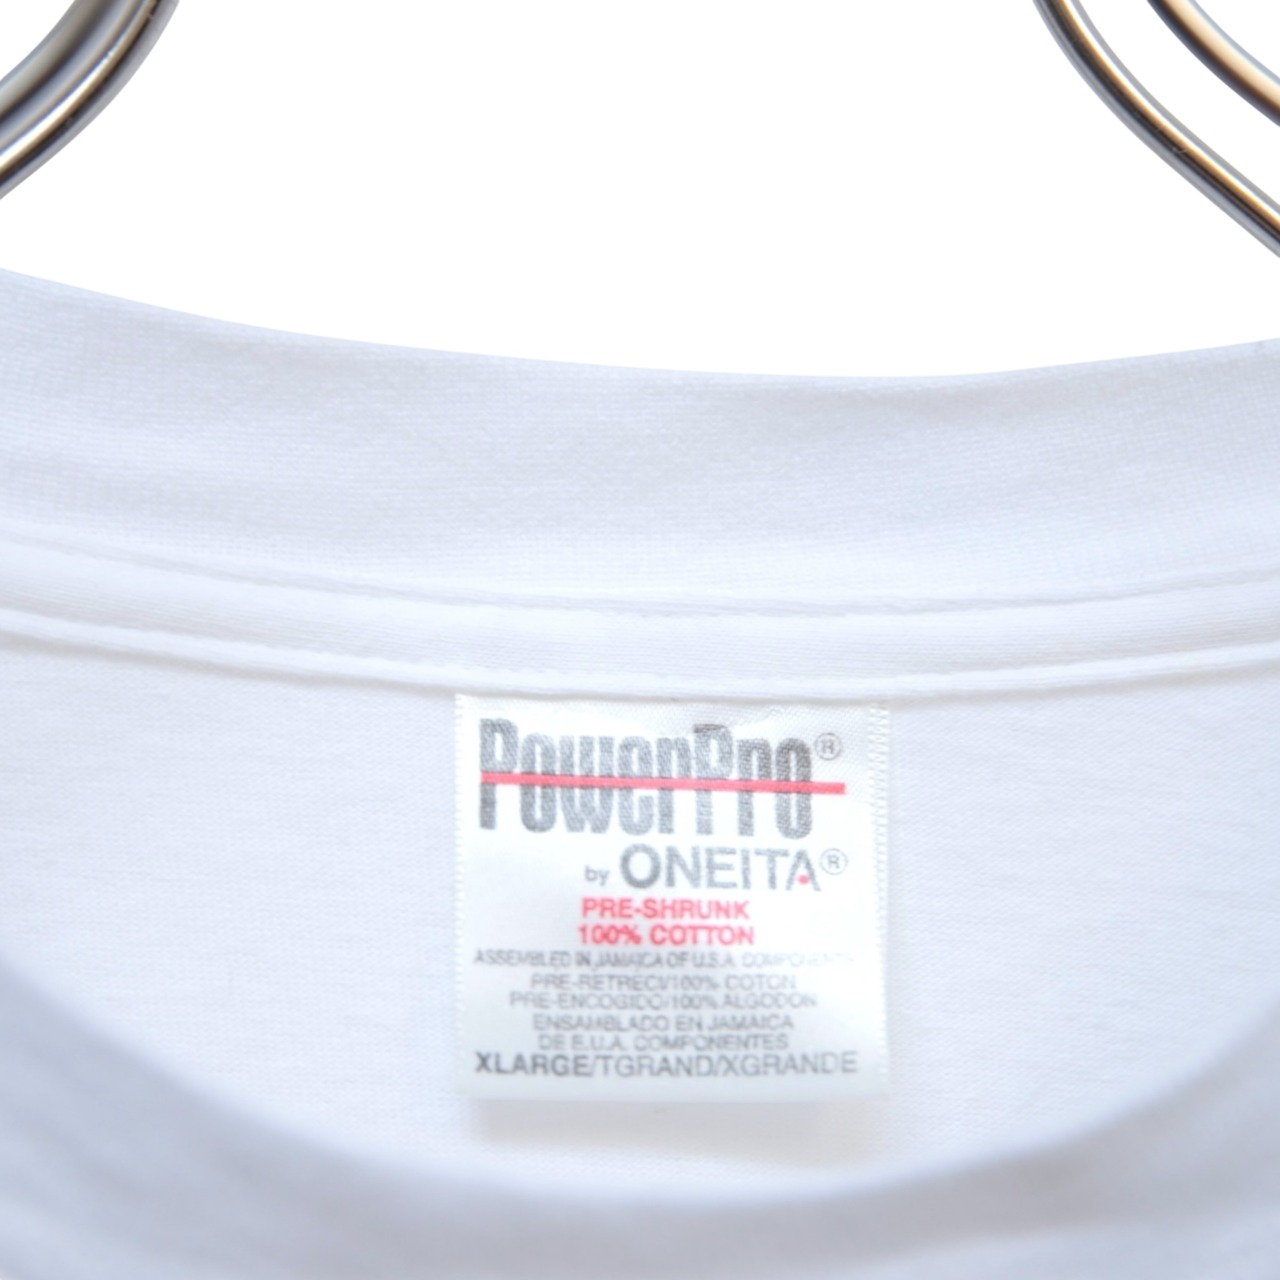 PowerPro®
by ONEITA®
PRE-SHRUNK
100% COTTON
ASSEMBLED IN JAMAICA OF U.S.A. COMPONENTS
PRE-RETRECI/100% COTON
PRE-ENCOGIDO/100% ALGODON
ENSAMBLADO EN JAMAICA
DE E.U.A. COMPONENTES
XLARGE/TGRAND/XGRANDE